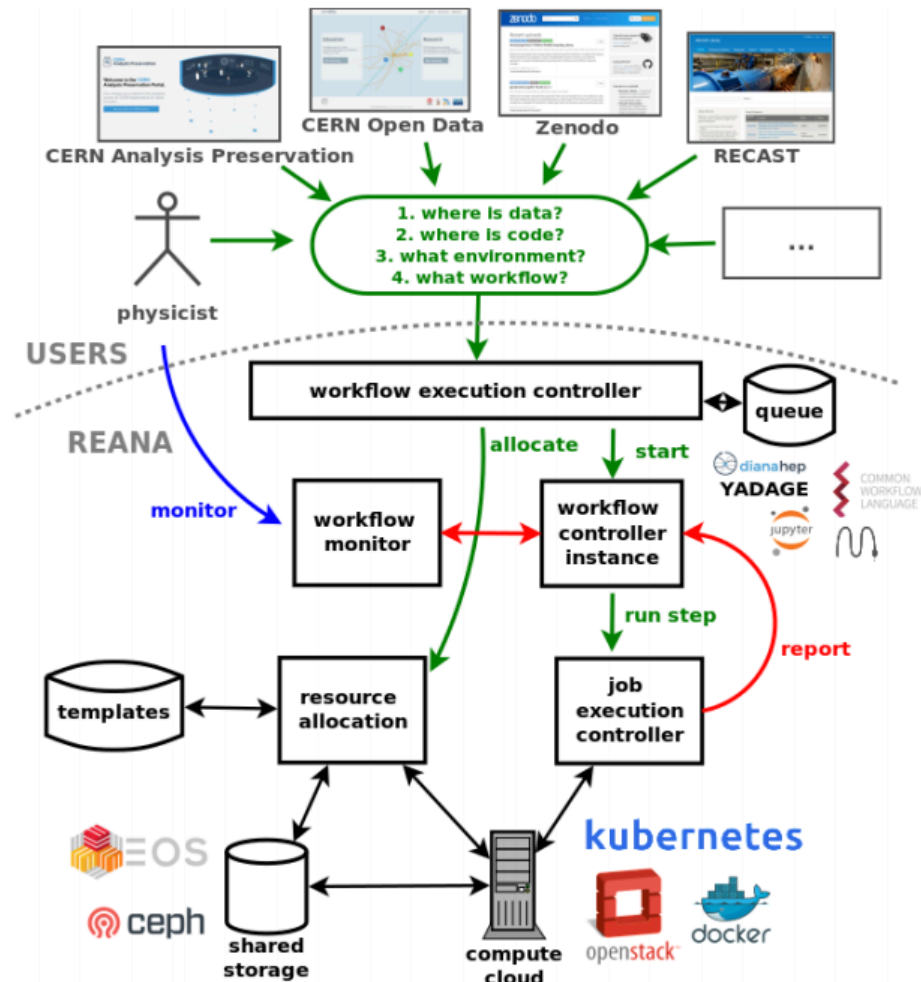 zenodo
CERN Analysis Preservation
CERN Open Data
Zenodo
RECAST
1. where is data?
2. where is code?
3. what environment?
4. what workflow?
...
physicist
USERS
REANA
workflow execution controller
queue
allocate
start
monitor
workflow
monitor
workflow
controller
instance
dianahep
YADAGE
COMMON
WORKFLOW
LANGUAGE
jupyter
run step
report
templates
resource
allocation
job
execution
controller
EOS
ceph
shared
storage
compute
cloud
kubernetes
openstack
docker